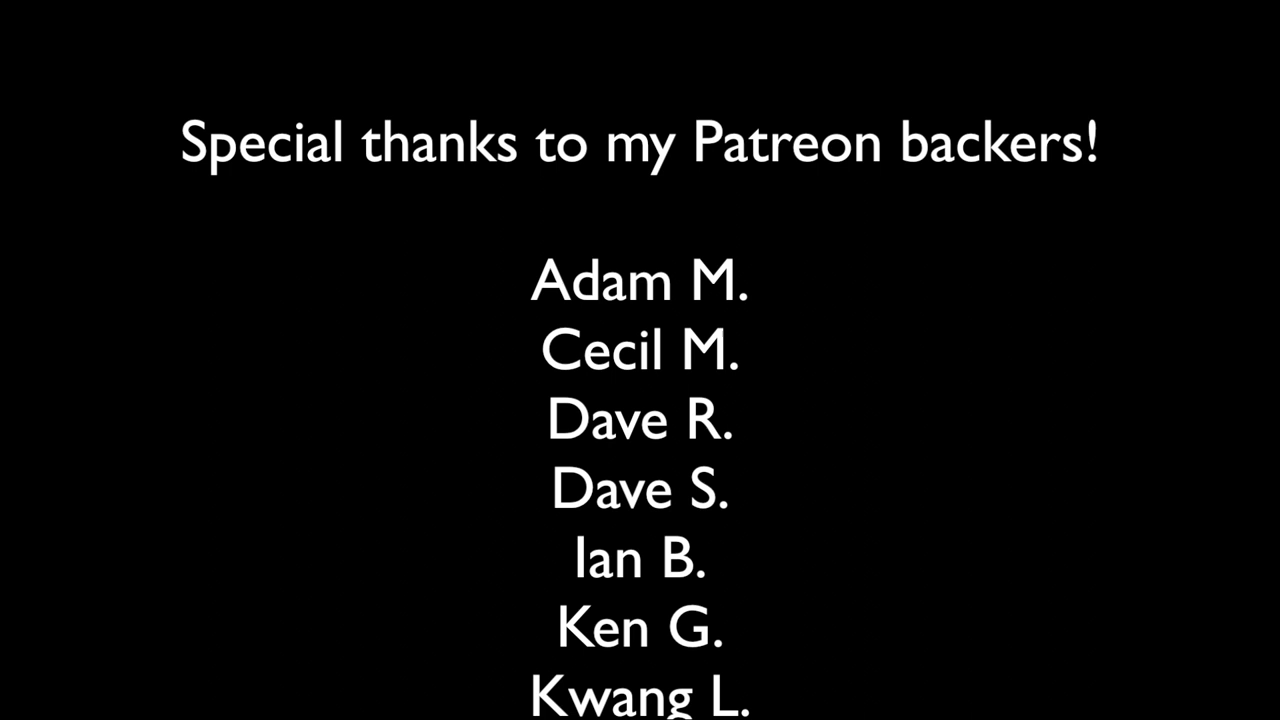 Special thanks to my Patreon backers!
Adam M.
Cecil M.
Dave R.
Dave S.
Ian B.
Ken G.
Kwang L.